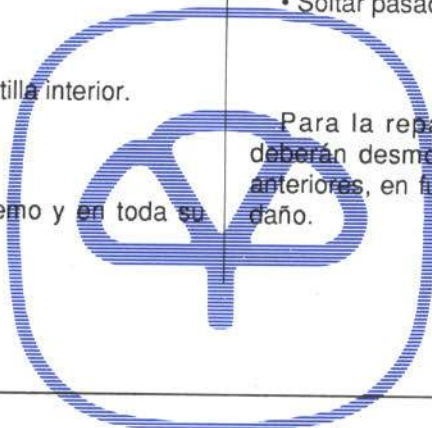 tilla interior.
emo y en toda su
• Soltar pasad
Para la repa
deberán desmo
anteriores, en fu
daño.